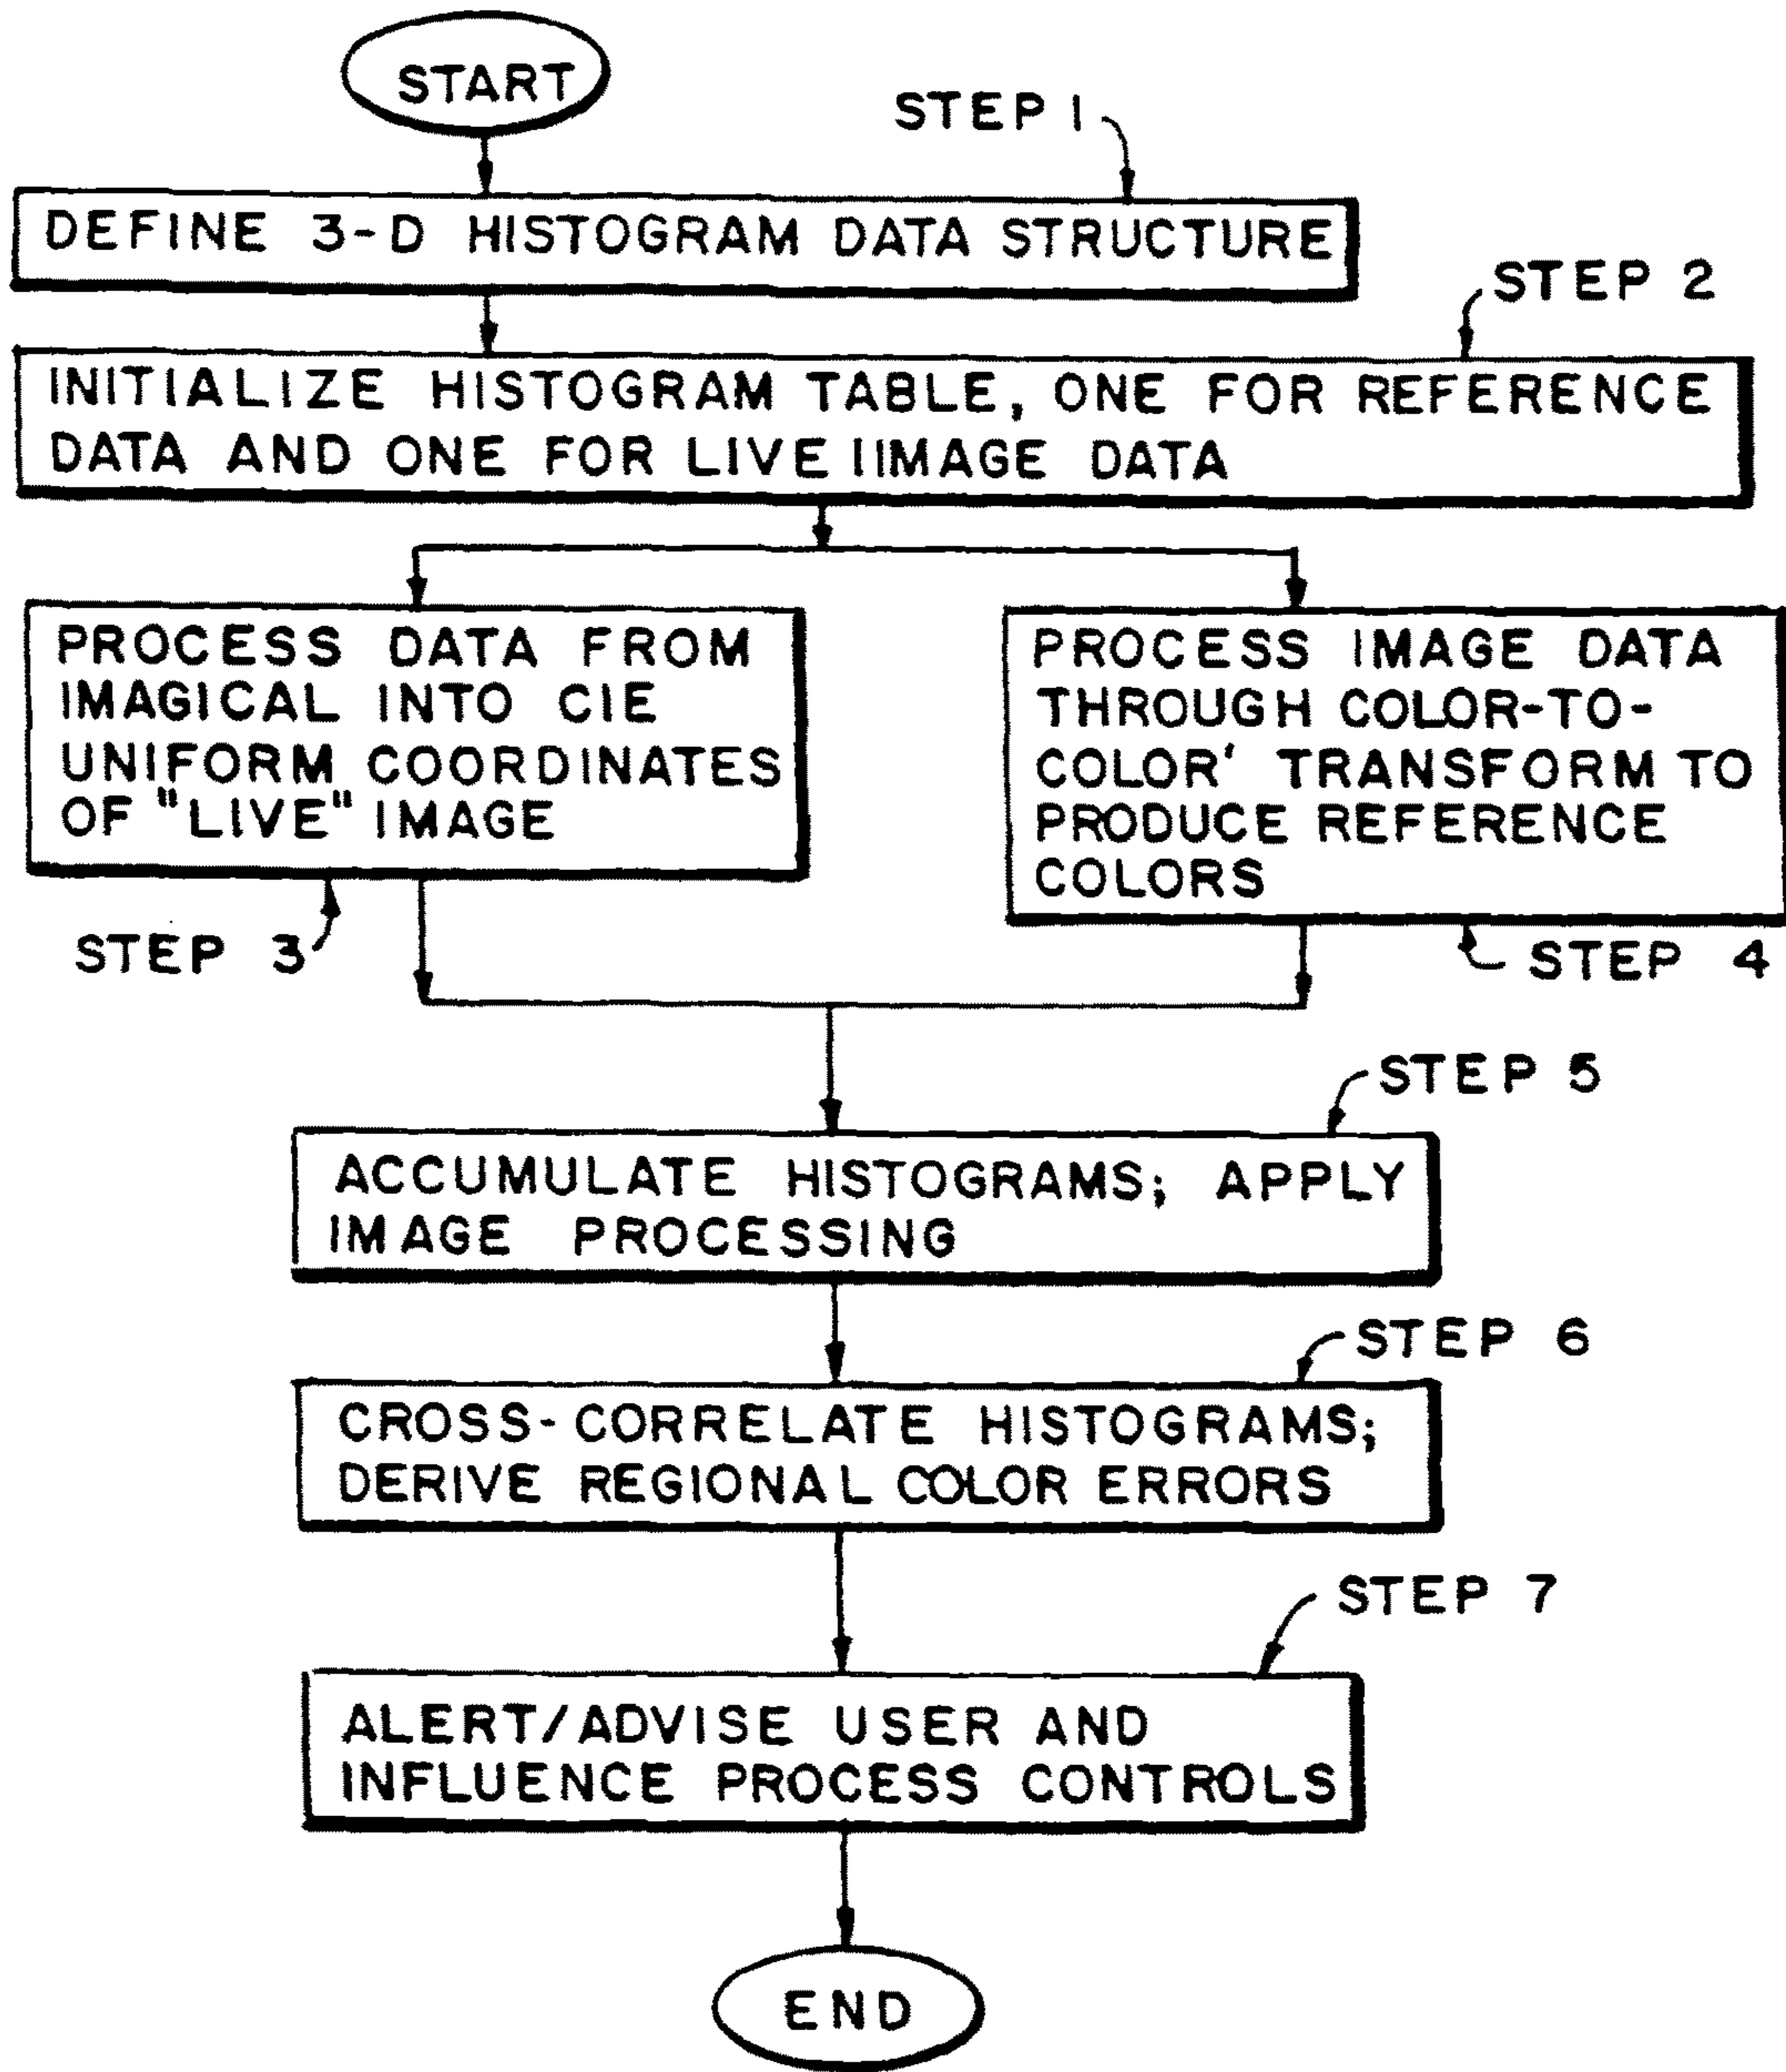 START
STEP 1
DEFINE 3-D HISTOGRAM DATA STRUCTURE
STEP 2
INITIALIZE HISTOGRAM TABLE, ONE FOR REFERENCE
DATA AND ONE FOR LIVE IIMAGE DATA
PROCESS DATA FROM
IMAGICAL INTO CIE
UNIFORM COORDINATES
OF "LIVE" IMAGE
STEP 3
PROCESS IMAGE DATA
THROUGH COLOR-TO-
COLOR' TRANSFORM TO
PRODUCE REFERENCE
COLORS
STEP 4
STEP 5
ACCUMULATE HISTOGRAMS; APPLY
IMAGE PROCESSING
STEP 6
CROSS-CORRELATE HISTOGRAMS;
DERIVE REGIONAL COLOR ERRORS
STEP 7
ALERT/ADVISE USER AND
INFLUENCE PROCESS CONTROLS
END